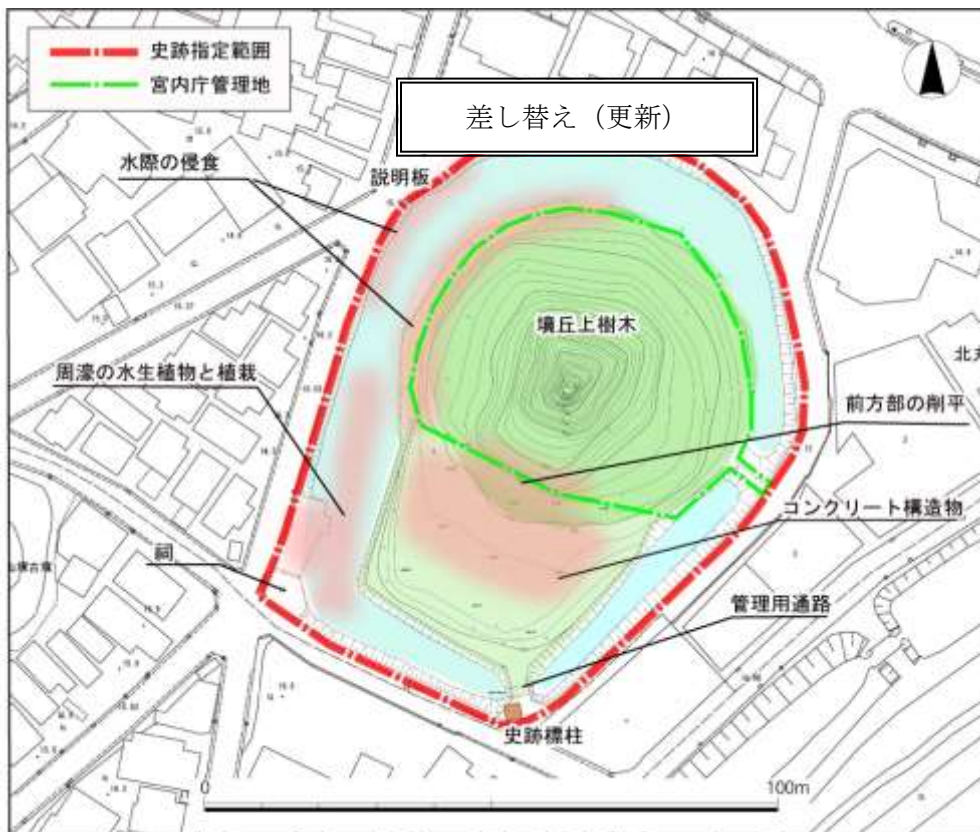 史跡指定範囲
宮内庁管理地
差し替え（更新）
水際の侵食
説明板
墳丘上樹木
周濠の水生植物と植栽
前方部の削平
コンクリート構造物
祠
管理用通路
史跡標柱
0
100m